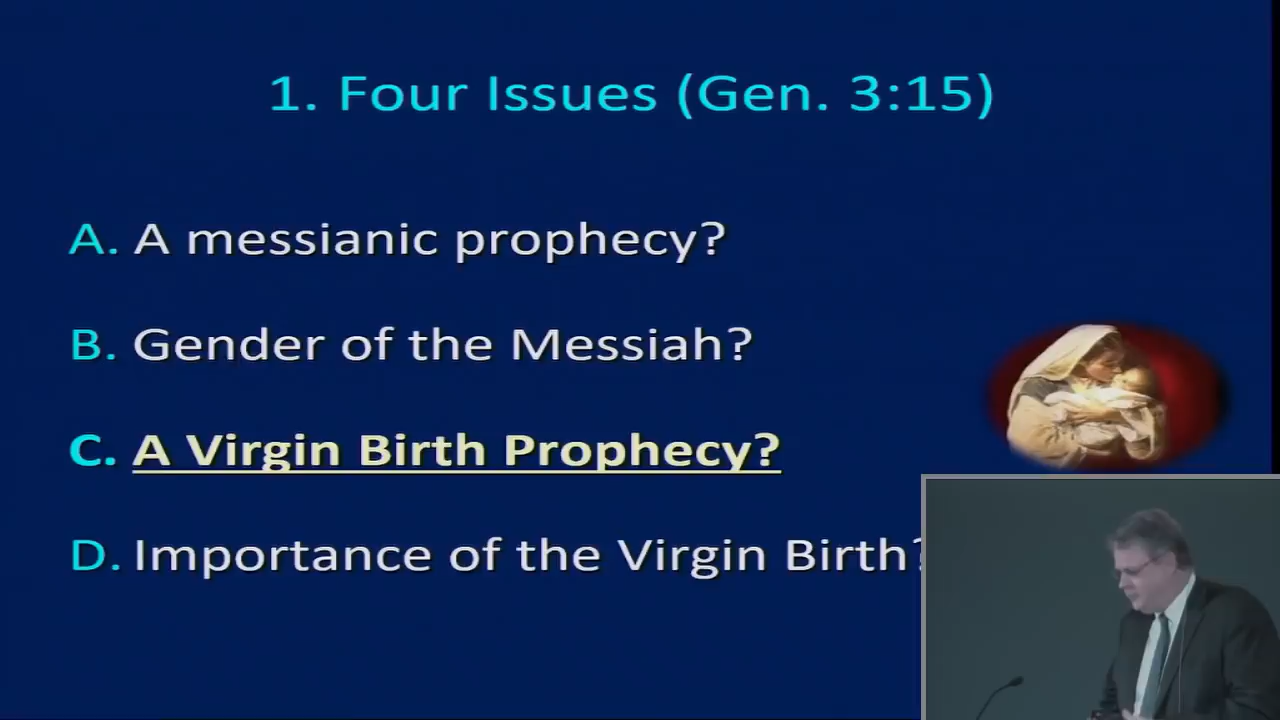 1. Four Issues (Gen. 3:15)
A. A messianic prophecy?
B. Gender of the Messiah?
C. A Virgin Birth Prophecy?
D. Importance of the Virgin Birth?